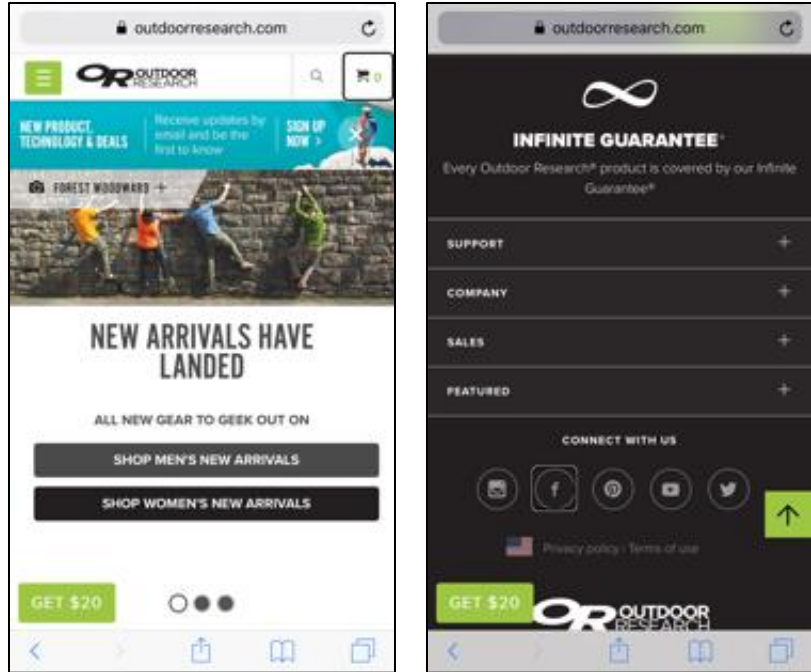 outdoorresearch.com
OR OUTDOOR
RESEARCH
0
NEW PRODUCT,
TECHNOLOGY & DEALS
Receive updates by
email and be the
first to know
SIGN UP
NOW >
FOREST WOODWARD +
NEW ARRIVALS HAVE
LANDED
ALL NEW GEAR TO GEEK OUT ON
SHOP MEN'S NEW ARRIVALS
SHOP WOMEN'S NEW ARRIVALS
GET $20
outdoorresearch.com
INFINITE GUARANTEE®
Every Outdoor Research® product is covered by our Infinite
Guarantee®
SUPPORT +
COMPANY +
SALES +
FEATURED +
CONNECT WITH US
Privacy policy | Terms of use
GET $20
OR OUTDOOR
RESEARCH